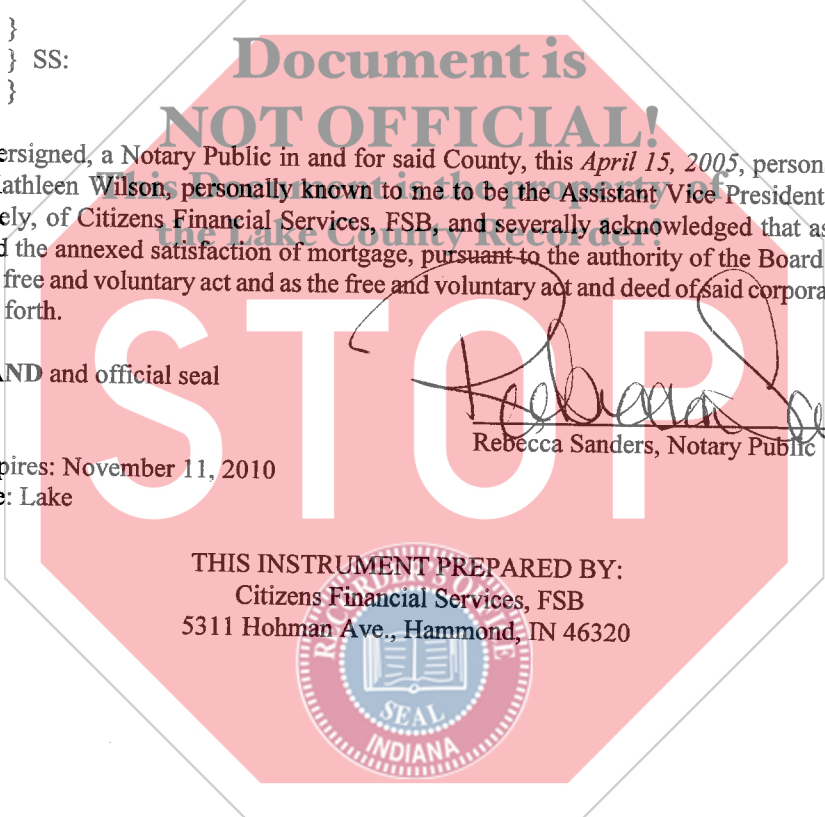 }
} SS:
}
Document is
NOT OFFICIAL!
This Document is the property of
the Lake County Recorder!
ersigned, a Notary Public in and for said County, this April 15, 2005, person
athleen Wilson, personally known to me to be the Assistant Vice President
ely, of Citizens Financial Services, FSB, and severally acknowledged that as
d the annexed satisfaction of mortgage, pursuant to the authority of the Board
free and voluntary act and as the free and voluntary act and deed of said corpora
forth.
STOP
AND and official seal
Rebecca Sanders, Notary Public
pires: November 11, 2010
e: Lake
THIS INSTRUMENT PREPARED BY:
Citizens Financial Services, FSB
5311 Hohman Ave., Hammond, IN 46320
RECORDER'S OFFICE
SEAL
INDIANA